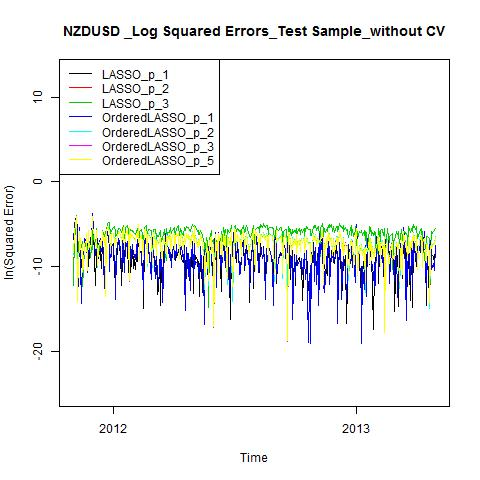 NZDUSD _Log Squared Errors_Test Sample_without CV
LASSO_p_1
LASSO_p_2
LASSO_p_3
OrderedLASSO_p_1
OrderedLASSO_p_2
OrderedLASSO_p_3
OrderedLASSO_p_5
ln(Squared Error)
10
0
-10
-20
2012
2013
Time